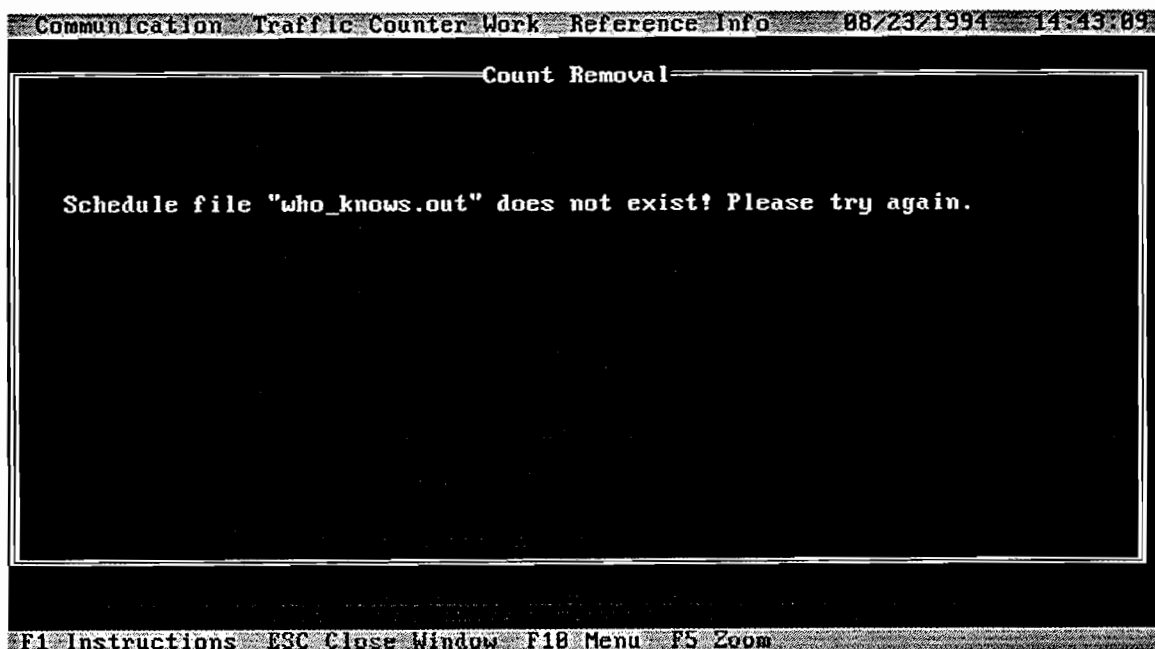 Communication Traffic Counter Work Reference Info 08/23/1994 14:43:09
Count Removal
Schedule file "who_knows.out" does not exist! Please try again.
F1 Instructions ESC Close Window F10 Menu F5 Zoom